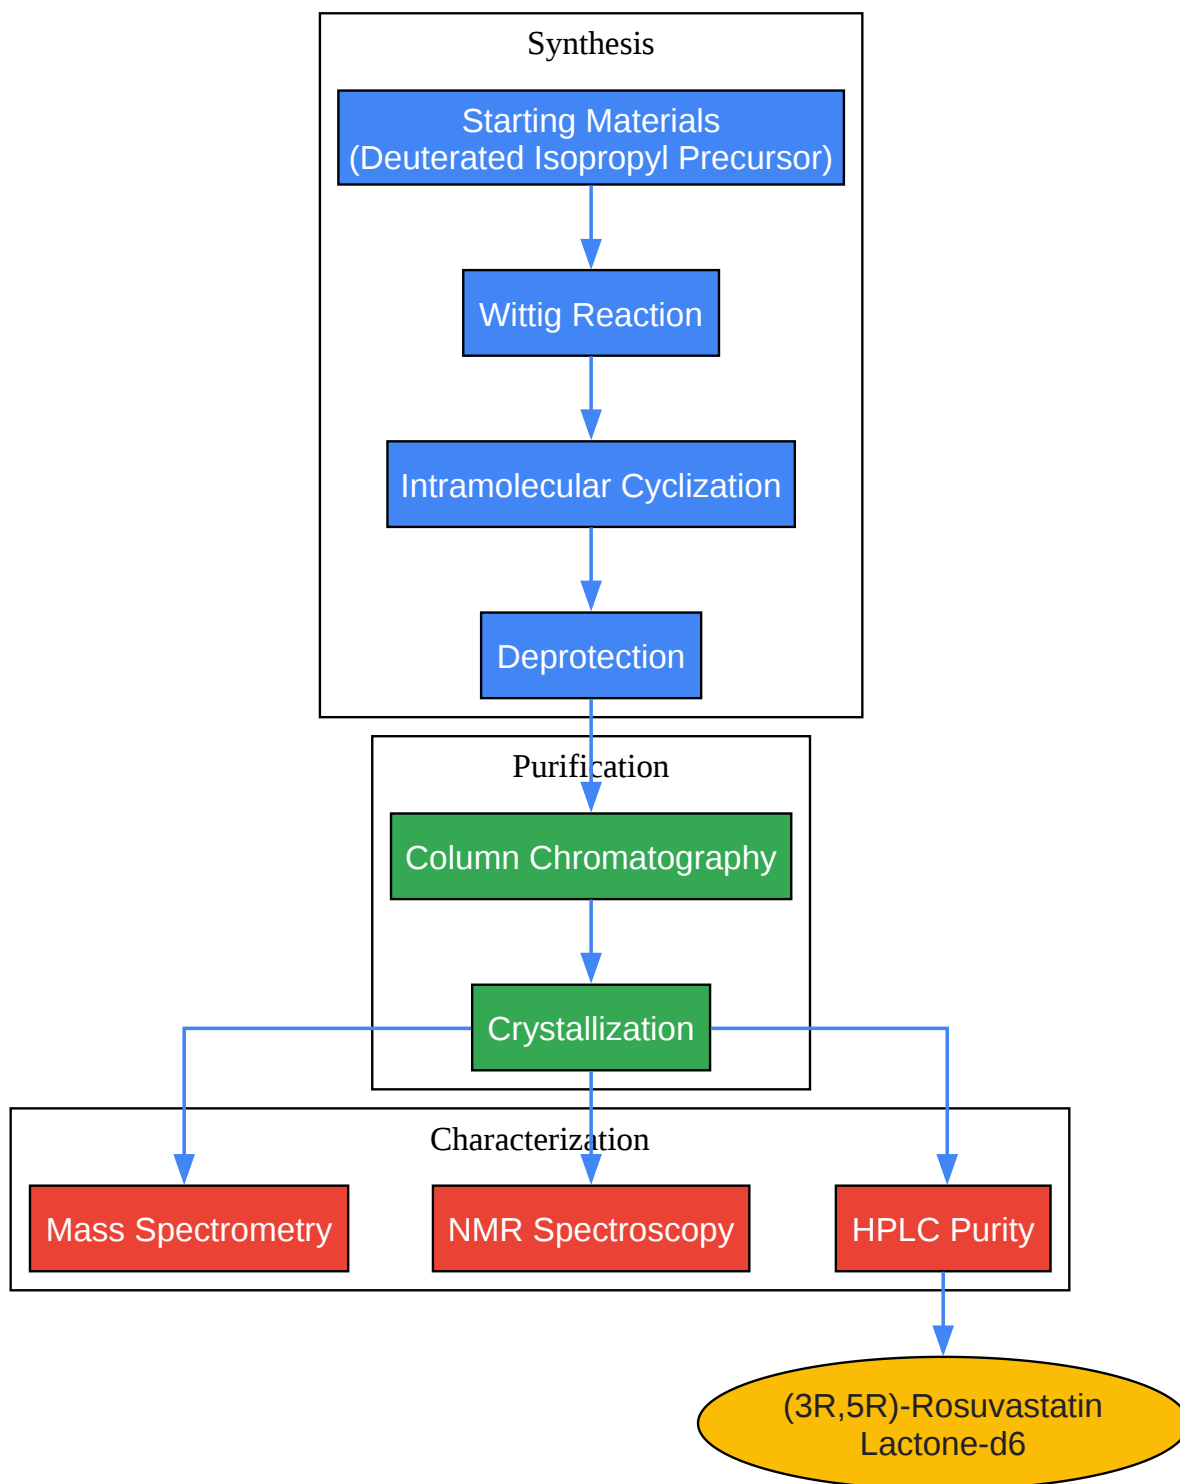 Synthesis
Starting Materials
(Deuterated Isopropyl Precursor)
Wittig Reaction
Intramolecular Cyclization
Deprotection
Purification
Column Chromatography
Crystallization
Characterization
Mass Spectrometry
NMR Spectroscopy
HPLC Purity
(3R,5R)-Rosuvastatin
Lactone-d6